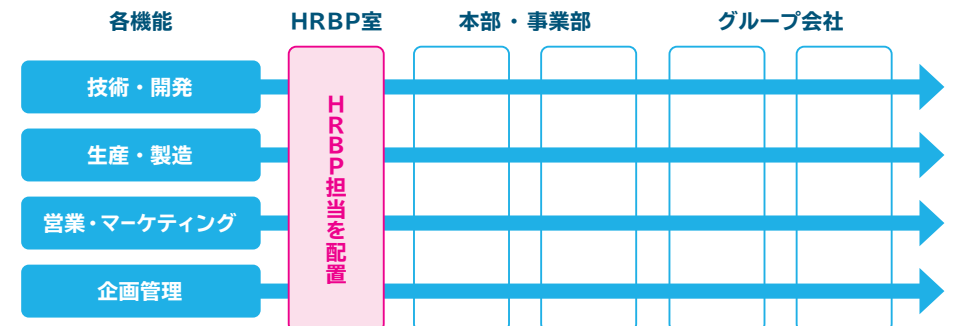 各機能
HRBP室
本部・事業部
グループ会社
技術・開発
生産・製造
営業・マーケティング
企画管理
HRBP担当を配置